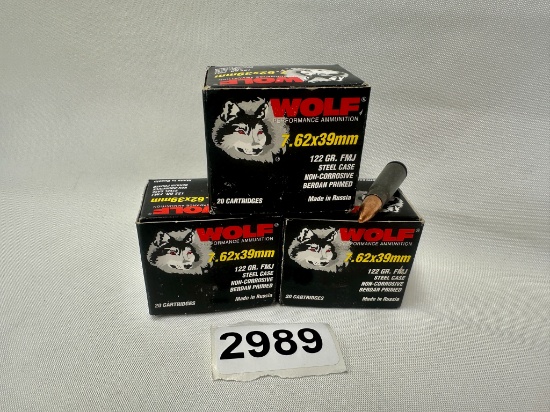 WOLF
PERFORMANCE AMMUNITION
7.62x39mm
122 GR. FMJ
STEEL CASE
NON-CORROSIVE
BERDAN PRIMED
20 CARTRIDGES
Made in Russia
WOLF
PERFORMANCE AMMUNITION
7.62x39mm
122 GR. FMJ
STEEL CASE
NON-CORROSIVE
BERDAN PRIMED
20 CARTRIDGES
Made in Russia
WOLF
PERFORMANCE AMMUNITION
7.62x39mm
122 GR. FMJ
STEEL CASE
NON-CORROSIVE
BERDAN PRIMED
20 CARTRIDGES
Made in Russia
2989